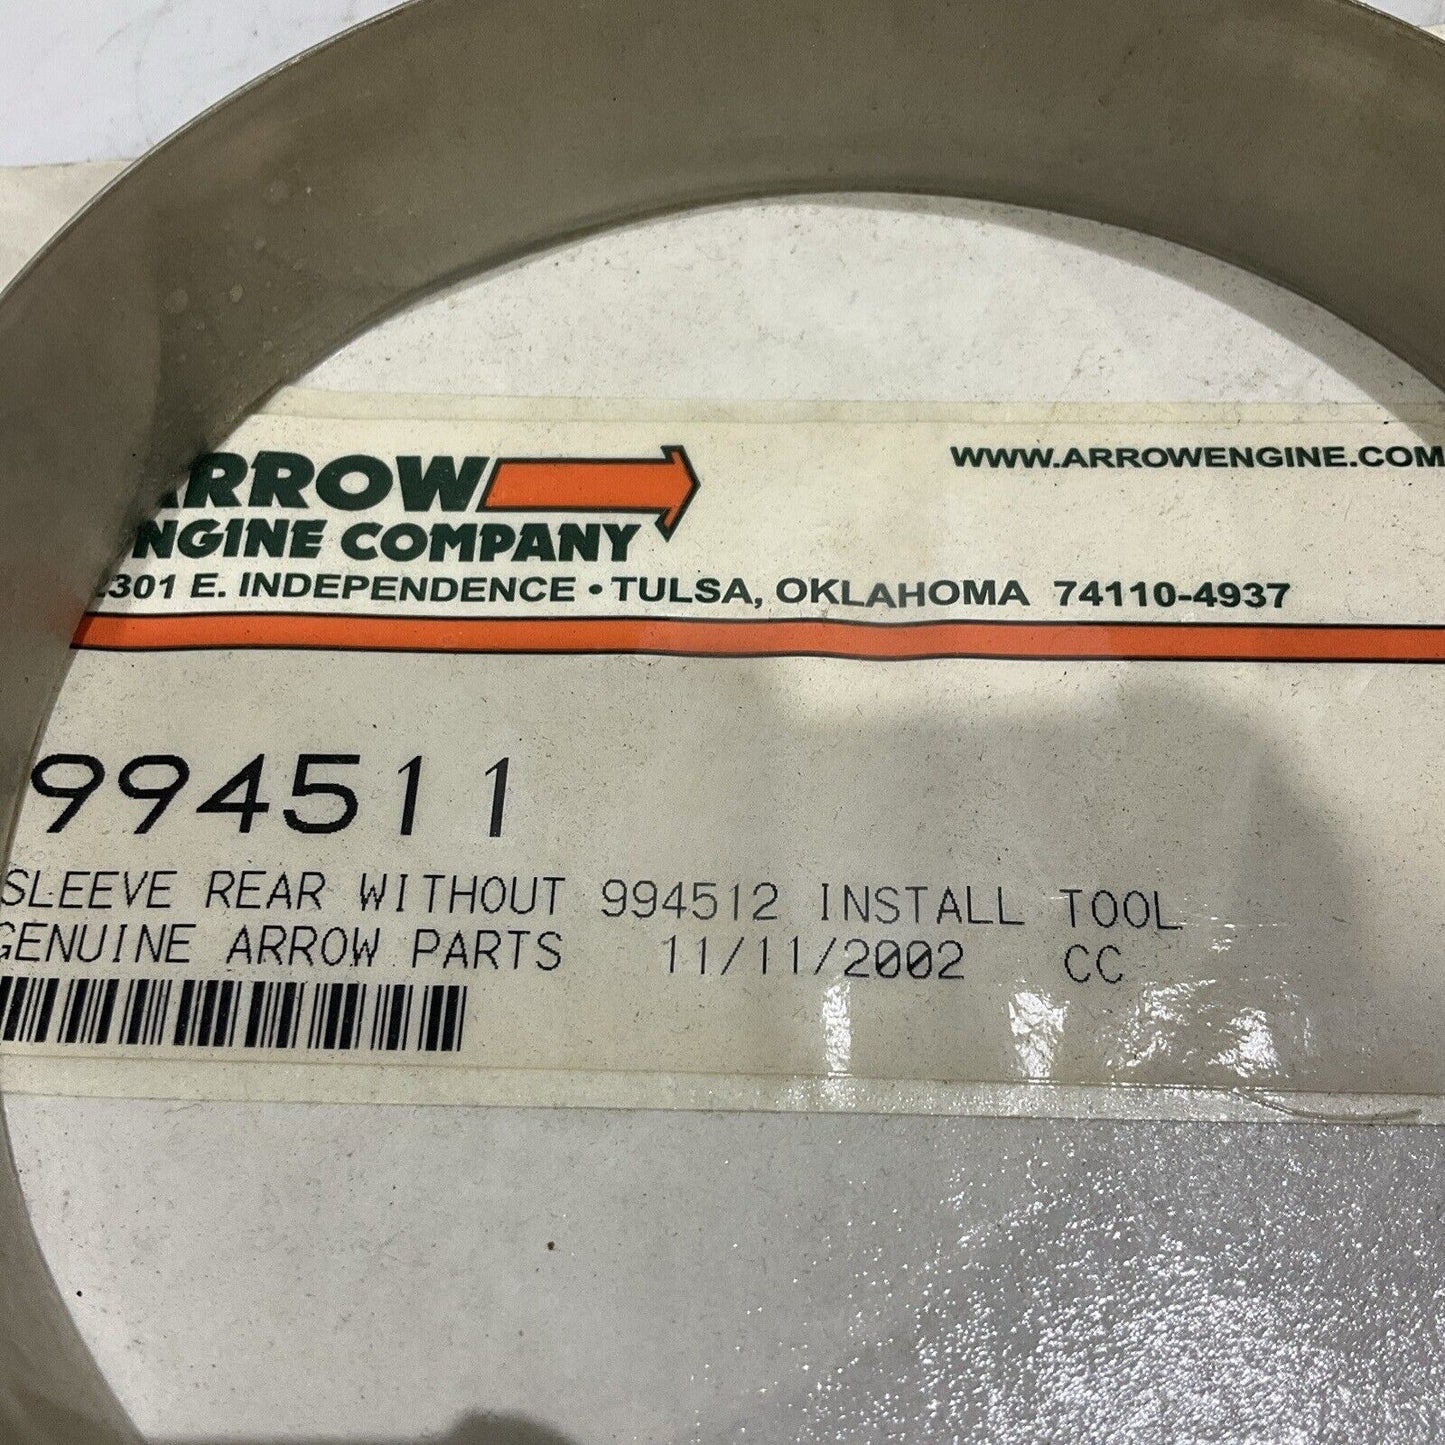 ARROW
WWW.ARROWENGINE.COM
ENGINE COMPANY
2301 E. INDEPENDENCE • TULSA, OKLAHOMA 74110-4937
994511
SLEEVE REAR WITHOUT 994512 INSTALL TOOL
GENUINE ARROW PARTS 11/11/2002 CC